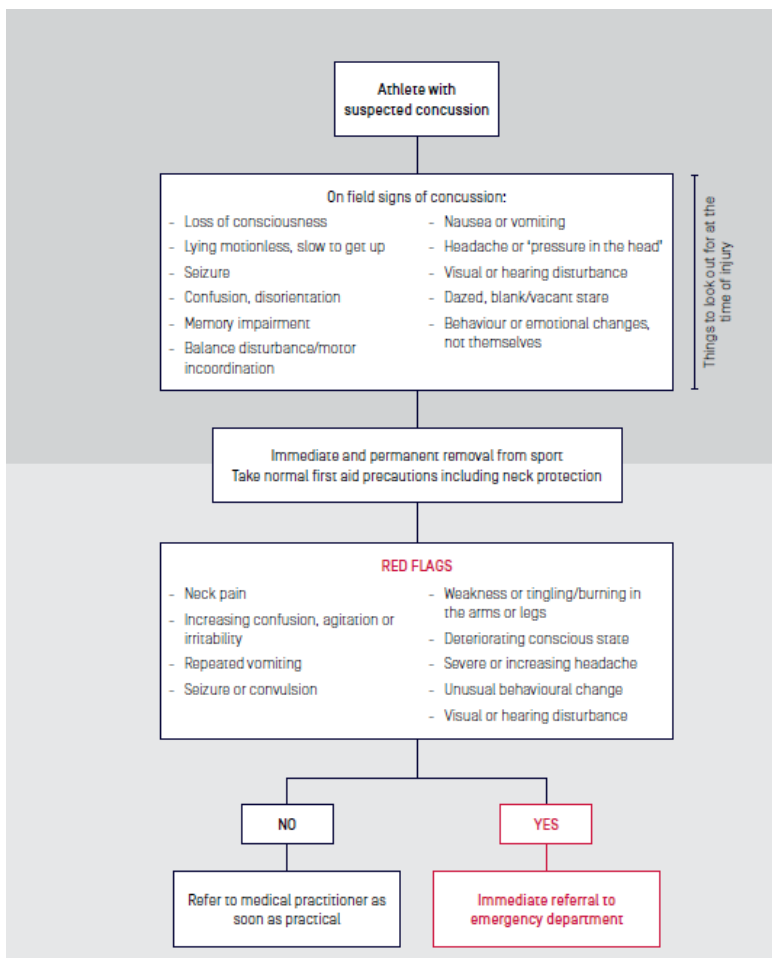 Athlete with
suspected concussion
On field signs of concussion:
- Loss of consciousness
- Lying motionless, slow to get up
- Seizure
- Confusion, disorientation
- Memory impairment
- Balance disturbance/motor
incoordination
- Nausea or vomiting
- Headache or 'pressure in the head'
- Visual or hearing disturbance
- Dazed, blank/vacant stare
- Behaviour or emotional changes,
not themselves
Things to look out for at the
time of injury
Immediate and permanent removal from sport
Take normal first aid precautions including neck protection
RED FLAGS
- Neck pain
- Increasing confusion, agitation or
irritability
- Repeated vomiting
- Seizure or convulsion
- Weakness or tingling/burning in
the arms or legs
- Deteriorating conscious state
- Severe or increasing headache
- Unusual behavioural change
- Visual or hearing disturbance
NO
YES
Refer to medical practitioner as
soon as practical
Immediate referral to
emergency department